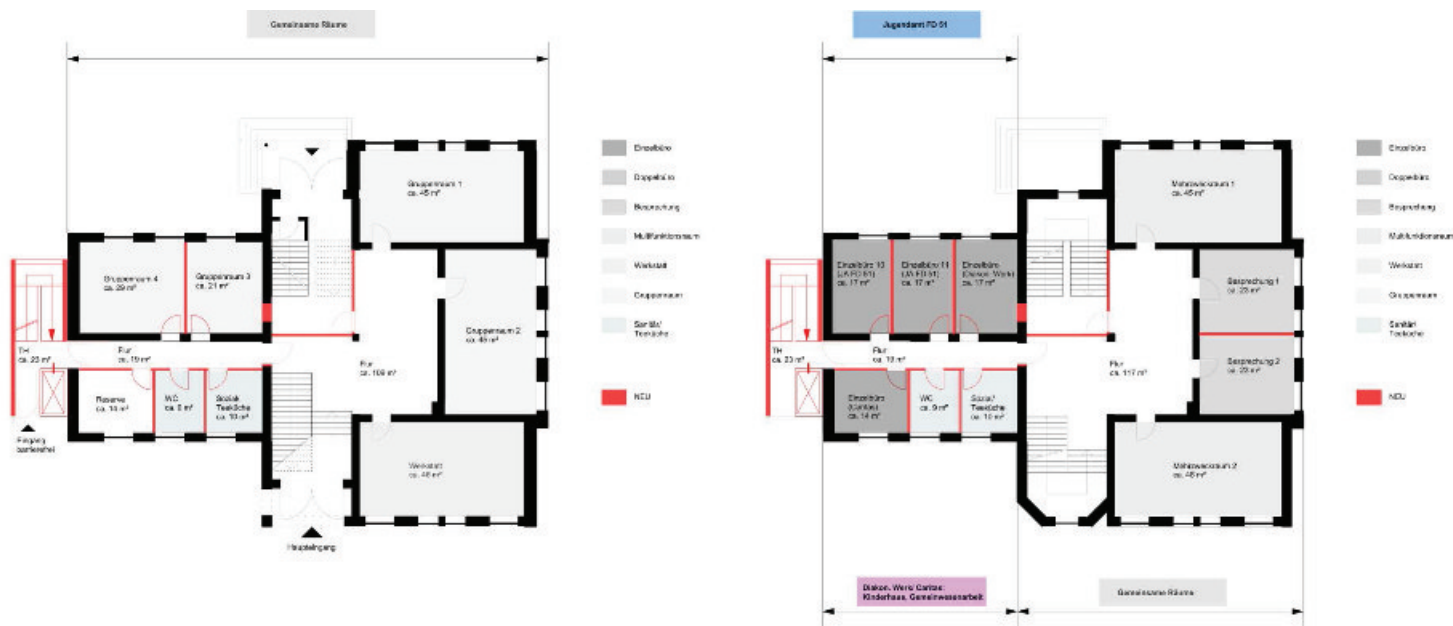 Gemeinsame Räume
Gruppenraum 1
ca. 45 m²
Gruppenraum 4
ca. 29 m²
Gruppenraum 3
ca. 21 m²
Gruppenraum 2
TH
ca. 23 m²
Flur
ca. 19 m²
Flur
ca. 109 m²
Reserve
ca. 14 m²
WC
Sozial/
Teeküche
ca. 10 m²
Werkstatt
ca. 46 m²
Eingang
barrierefrei
Haupteingang
Einzelbüro
Doppelbüro
Besprechung
Multifunktionsraum
Werkstatt
Gruppenraum
Sanitär/
Teeküche
NEU
Jugendamt FD 51
Mehrzweckraum 1
ca. 45 m²
Einzelbüro 10
(JA FD 51)
ca. 17 m²
Einzelbüro 11
(JA FD 51)
ca. 17 m²
Einzelbüro
(Diakon. Werk)
ca. 17 m²
Besprechung 1
ca. 23 m²
Besprechung 2
ca. 23 m²
TH
ca. 23 m²
Flur
ca. 19 m²
Flur
ca. 117 m²
Einzelbüro
(Caritas)
ca. 14 m²
WC
ca. 9 m²
Sozial/
Teeküche
ca. 10 m²
Mehrzweckraum 2
ca. 46 m²
Einzelbüro
Doppelbüro
Besprechung
Multifunktionsraum
Werkstatt
Gruppenraum
Sanitär/
Teeküche
NEU
Diakon. Werk/ Caritas:
Kinderhaus, Gemeinwesenarbeit
Gemeinsame Räume